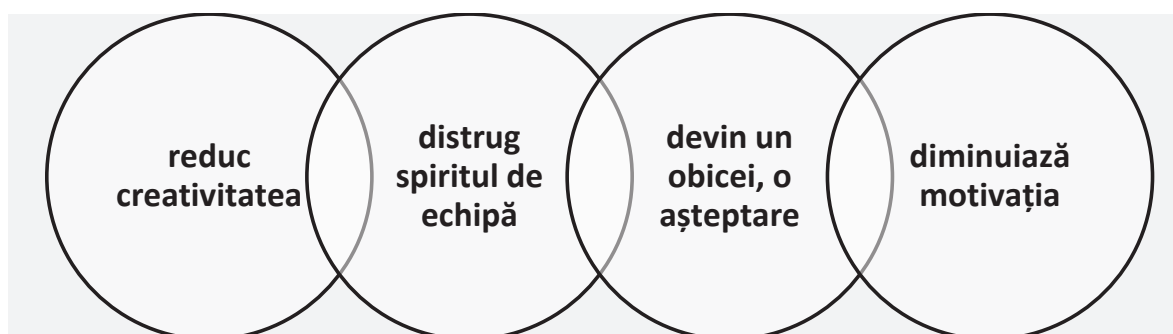 reduc
creativitatea
distrug
spiritul de
echipă
devin un
obicei, o
așteptare
diminuiază
motivația